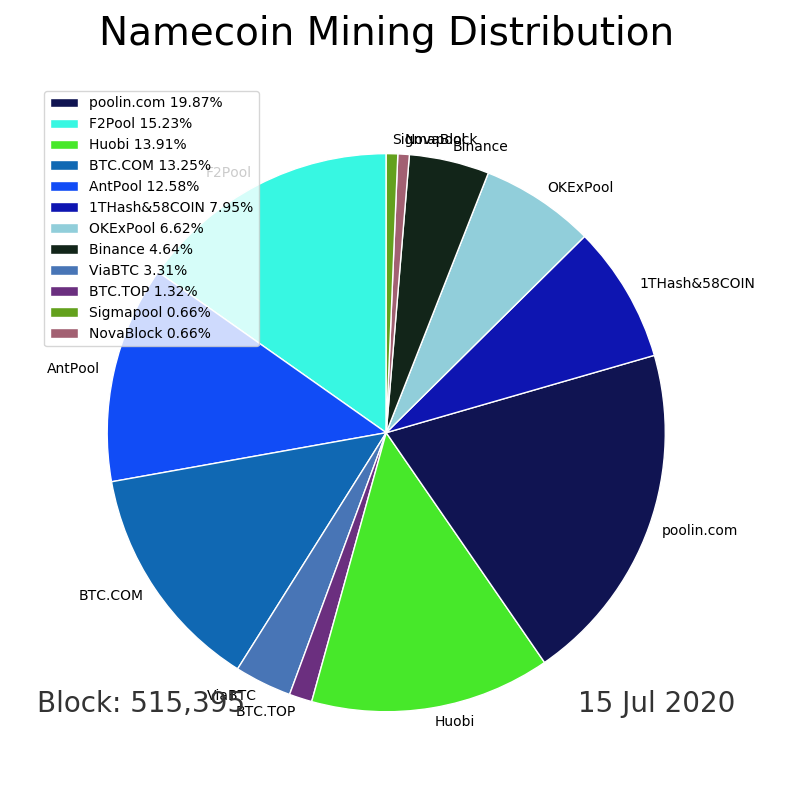 Namecoin Mining Distribution
poolin.com 19.87%
F2Pool 15.23%
Huobi 13.91%
BTC.COM 13.25%
AntPool 12.58%
1THash&58COIN 7.95%
OKExPool 6.62%
Binance 4.64%
ViaBTC 3.31%
BTC.TOP 1.32%
Sigmapool 0.66%
NovaBlock 0.66%
Sigmapool
NovaBlock
Binance
OKExPool
F2Pool
1THash&58COIN
AntPool
poolin.com
BTC.COM
ViaBTC
BTC.TOP
Huobi
Block: 515,395
15 Jul 2020